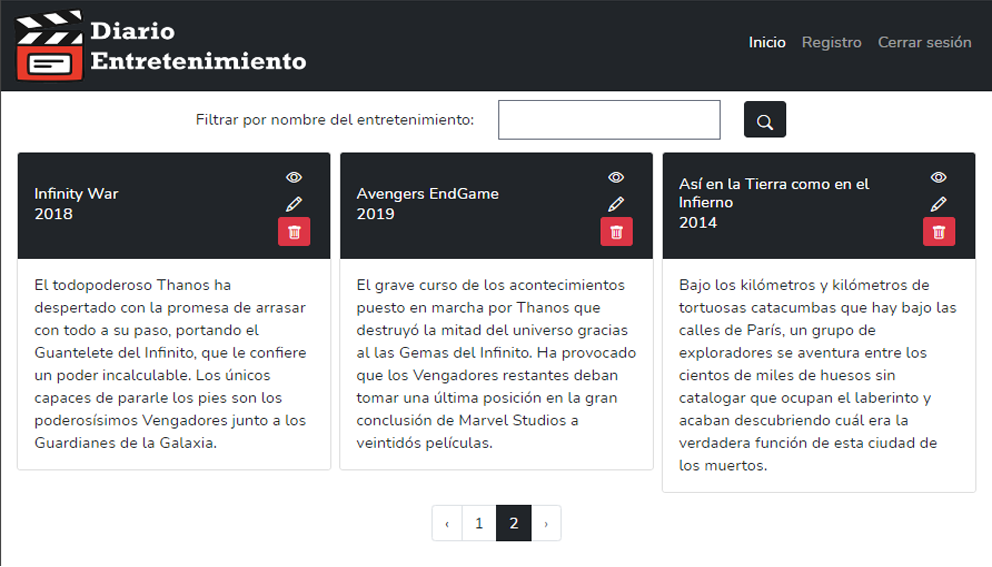 Diario
Entretenimiento
Inicio Registro Cerrar sesión
Filtrar por nombre del entretenimiento:
Infinity War
2018
El todopoderoso Thanos ha
despertado con la promesa de arrasar
con todo a su paso, portando el
Guantelete del Infinito, que le confiere
un poder incalculable. Los únicos
capaces de pararle los pies son los
poderosísimos Vengadores junto a los
Guardianes de la Galaxia.
Avengers EndGame
2019
El grave curso de los acontecimientos
puesto en marcha por Thanos que
destruyó la mitad del universo gracias
al las Gemas del Infinito. Ha provocado
que los Vengadores restantes deban
tomar una última posición en la gran
conclusión de Marvel Studios a
veintidós películas.
Así en la Tierra como en el
Infierno
2014
Bajo los kilómetros y kilómetros de
tortuosas catacumbas que hay bajo las
calles de París, un grupo de
exploradores se aventura entre los
cientos de miles de huesos sin
catalogar que ocupan el laberinto y
acaban descubriendo cuál era la
verdadera función de esta ciudad de
los muertos.
‹ 1 2 ›